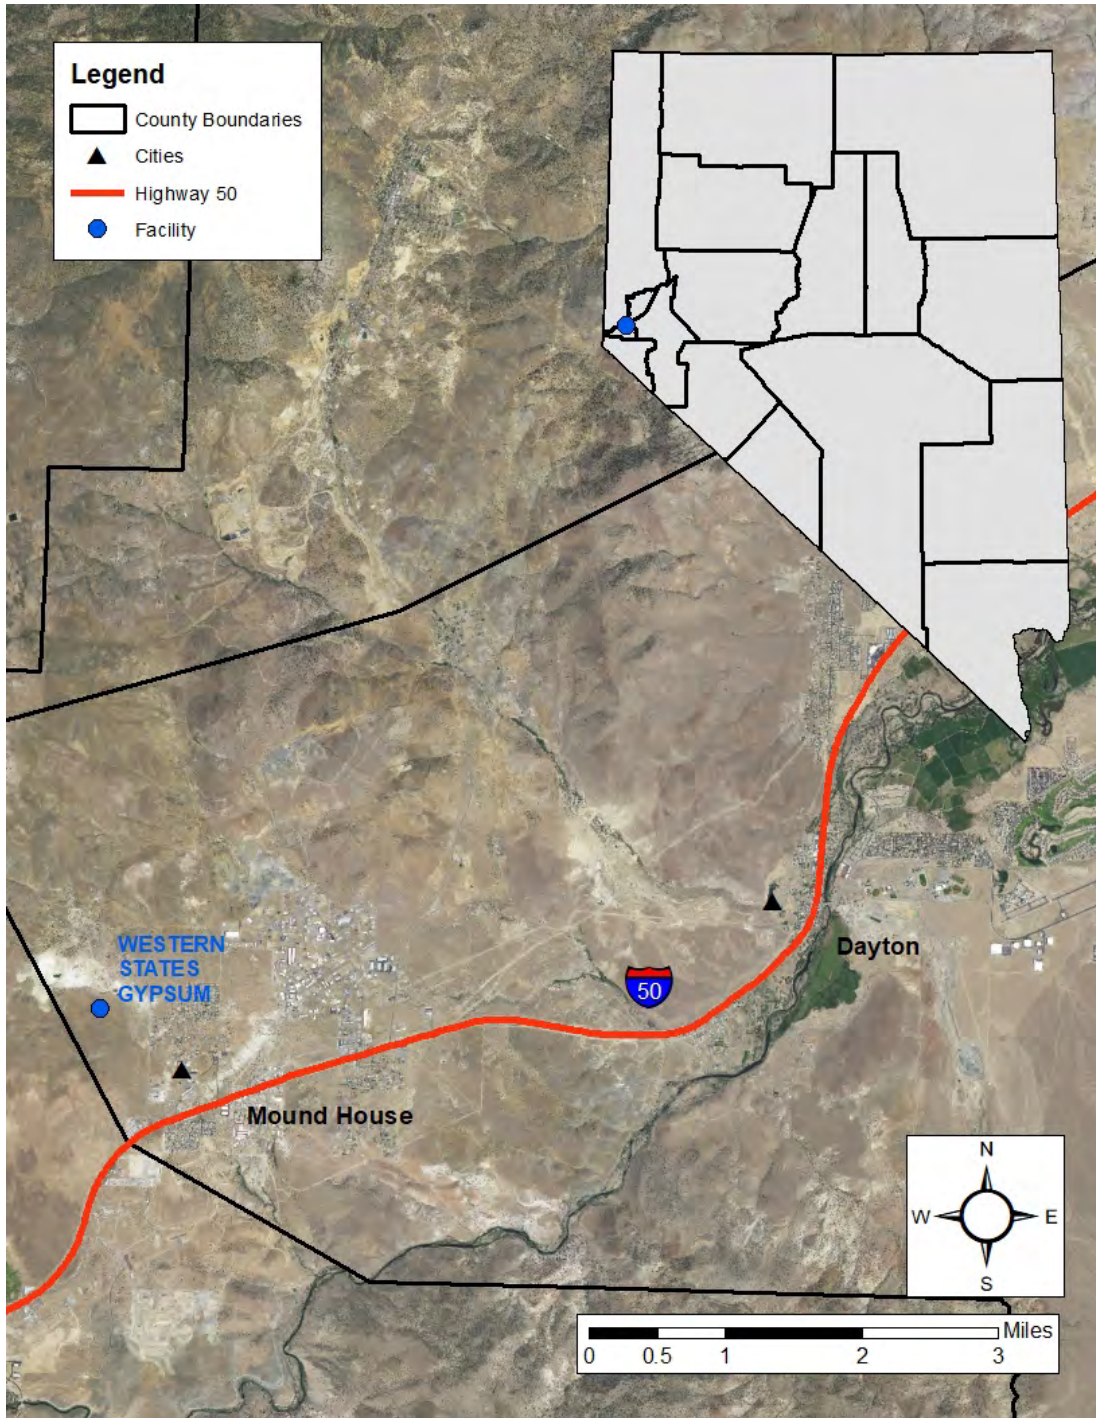 Legend
County Boundaries
Cities
Highway 50
Facility
WESTERN
STATES
GYPSUM
50
Dayton
Mound House
N
W E
S
Miles
0 0.5 1 2 3